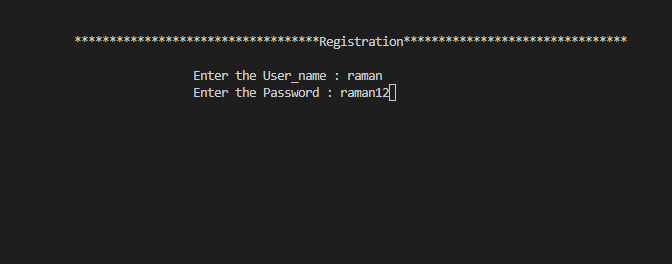 ***********************************Registration********************************
Enter the User_name : raman
Enter the Password : raman12